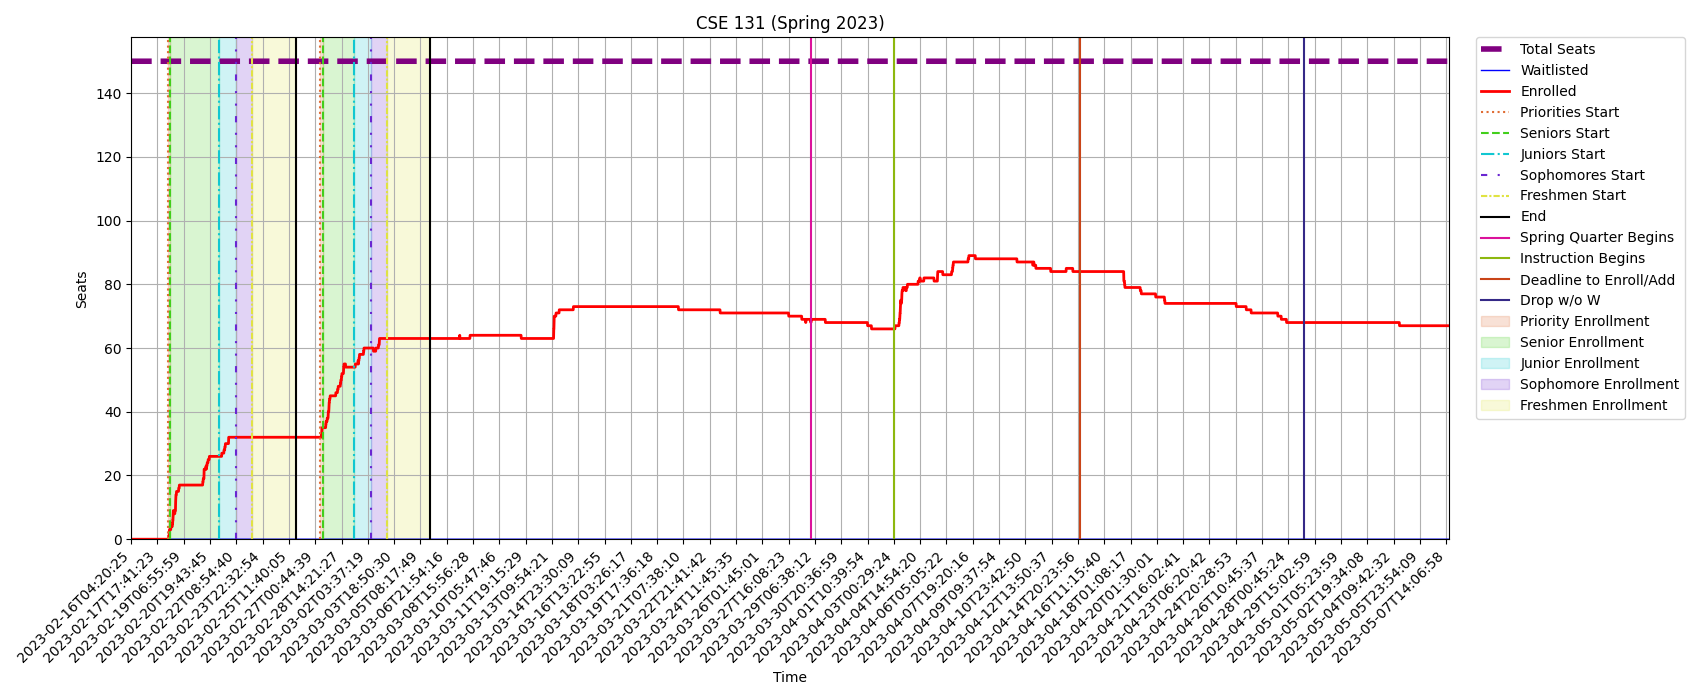 CSE 131 (Spring 2023)
Seats
140
120
100
80
60
40
20
0
2023-02-16T04:20:25
2023-02-17T17:41:23
2023-02-19T06:55:59
2023-02-20T19:43:45
2023-02-22T08:54:40
2023-02-23T22:32:54
2023-02-25T11:40:05
2023-02-27T00:44:39
2023-02-28T14:21:27
2023-03-02T03:37:19
2023-03-03T18:50:30
2023-03-05T08:17:49
2023-03-06T21:54:16
2023-03-08T15:56:28
2023-03-10T05:47:46
2023-03-11T19:15:29
2023-03-13T09:54:21
2023-03-14T23:30:09
2023-03-16T13:22:55
2023-03-18T03:26:17
2023-03-19T17:36:18
2023-03-21T07:38:10
2023-03-22T21:41:42
2023-03-24T11:45:35
2023-03-26T01:45:01
2023-03-27T16:08:23
2023-03-29T06:38:12
2023-03-30T20:36:59
2023-04-01T10:39:54
2023-04-03T00:29:24
2023-04-04T14:54:20
2023-04-06T05:05:22
2023-04-07T19:20:16
2023-04-09T09:37:54
2023-04-10T23:42:50
2023-04-12T13:50:37
2023-04-14T20:23:56
2023-04-16T11:15:40
2023-04-18T01:08:17
2023-04-20T01:30:01
2023-04-21T16:02:41
2023-04-23T06:20:42
2023-04-24T20:28:53
2023-04-26T10:45:37
2023-04-28T00:45:24
2023-04-29T15:02:59
2023-05-01T05:23:59
2023-05-02T19:34:08
2023-05-04T09:42:32
2023-05-05T23:54:09
2023-05-07T14:06:58
Time
Total Seats
Waitlisted
Enrolled
Priorities Start
Seniors Start
Juniors Start
Sophomores Start
Freshmen Start
End
Spring Quarter Begins
Instruction Begins
Deadline to Enroll/Add
Drop w/o W
Priority Enrollment
Senior Enrollment
Junior Enrollment
Sophomore Enrollment
Freshmen Enrollment